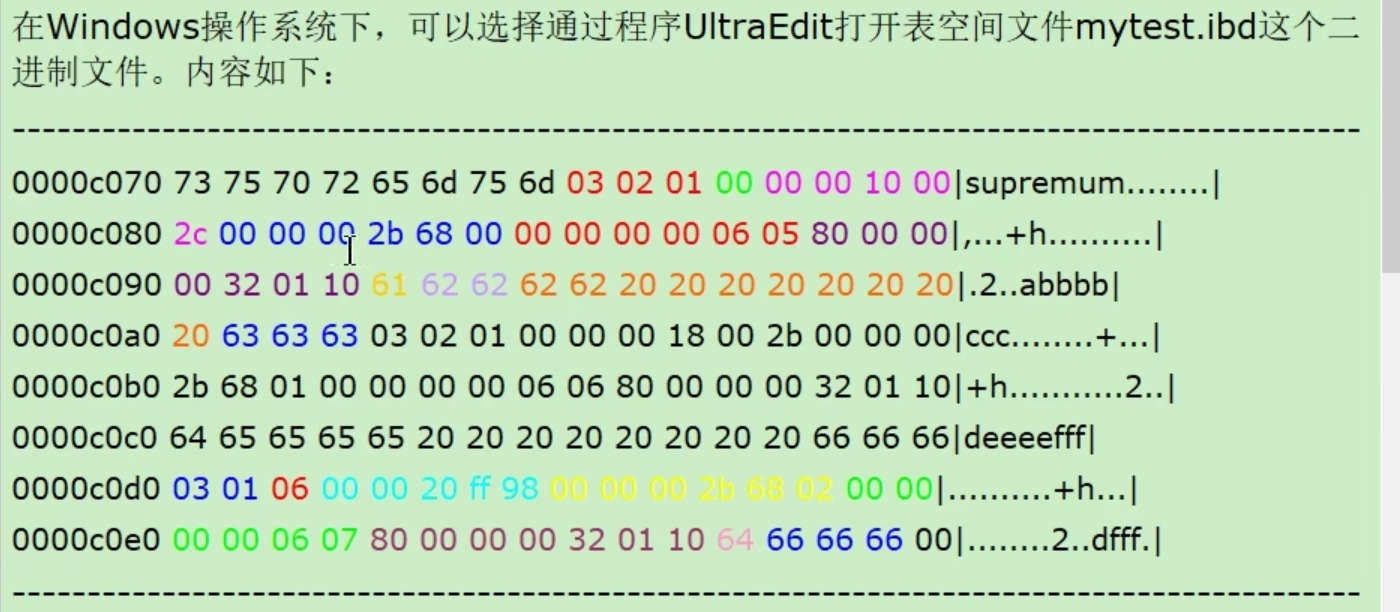 在Windows操作系统下，可以选择通过程序UltraEdit打开表空间文件mytest.ibd这个二
进制文件。内容如下：
-------------------------------------------------------------------------------------------
0000c070 73 75 70 72 65 6d 75 6d 03 02 01 00 00 00 10 00|supremum........|
0000c080 2c 00 00 00 2b 68 00 00 00 00 00 06 05 80 00 00|,...+h..........|
0000c090 00 32 01 10 61 62 62 62 62 20 20 20 20 20 20 20|.2..abbbb|
0000c0a0 20 63 63 63 03 02 01 00 00 00 18 00 2b 00 00 00|ccc........+...|
0000c0b0 2b 68 01 00 00 00 00 06 06 80 00 00 00 32 01 10|+h...........2..|
0000c0c0 64 65 65 65 65 20 20 20 20 20 20 20 20 66 66 66|deeeefff|
0000c0d0 03 01 06 00 00 20 ff 98 00 00 00 2b 68 02 00 00|..........+h...|
0000c0e0 00 00 06 07 80 00 00 00 32 01 10 64 66 66 66 00|........2..dfff.|
-------------------------------------------------------------------------------------------